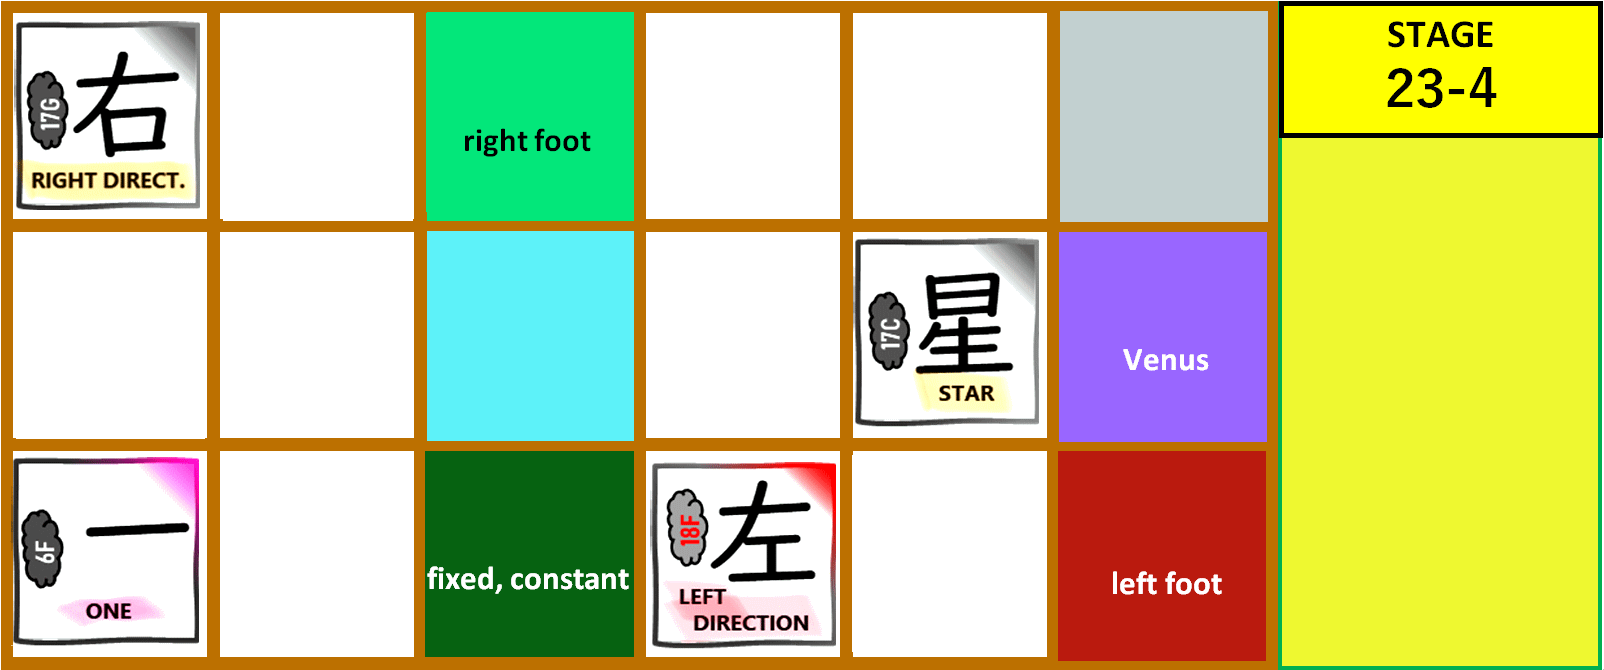 17G
右
RIGHT DIRECT.
right foot
STAGE
23-4
17C
星
STAR
Venus
6F
一
ONE
fixed, constant
18F
左
LEFT
DIRECTION
left foot